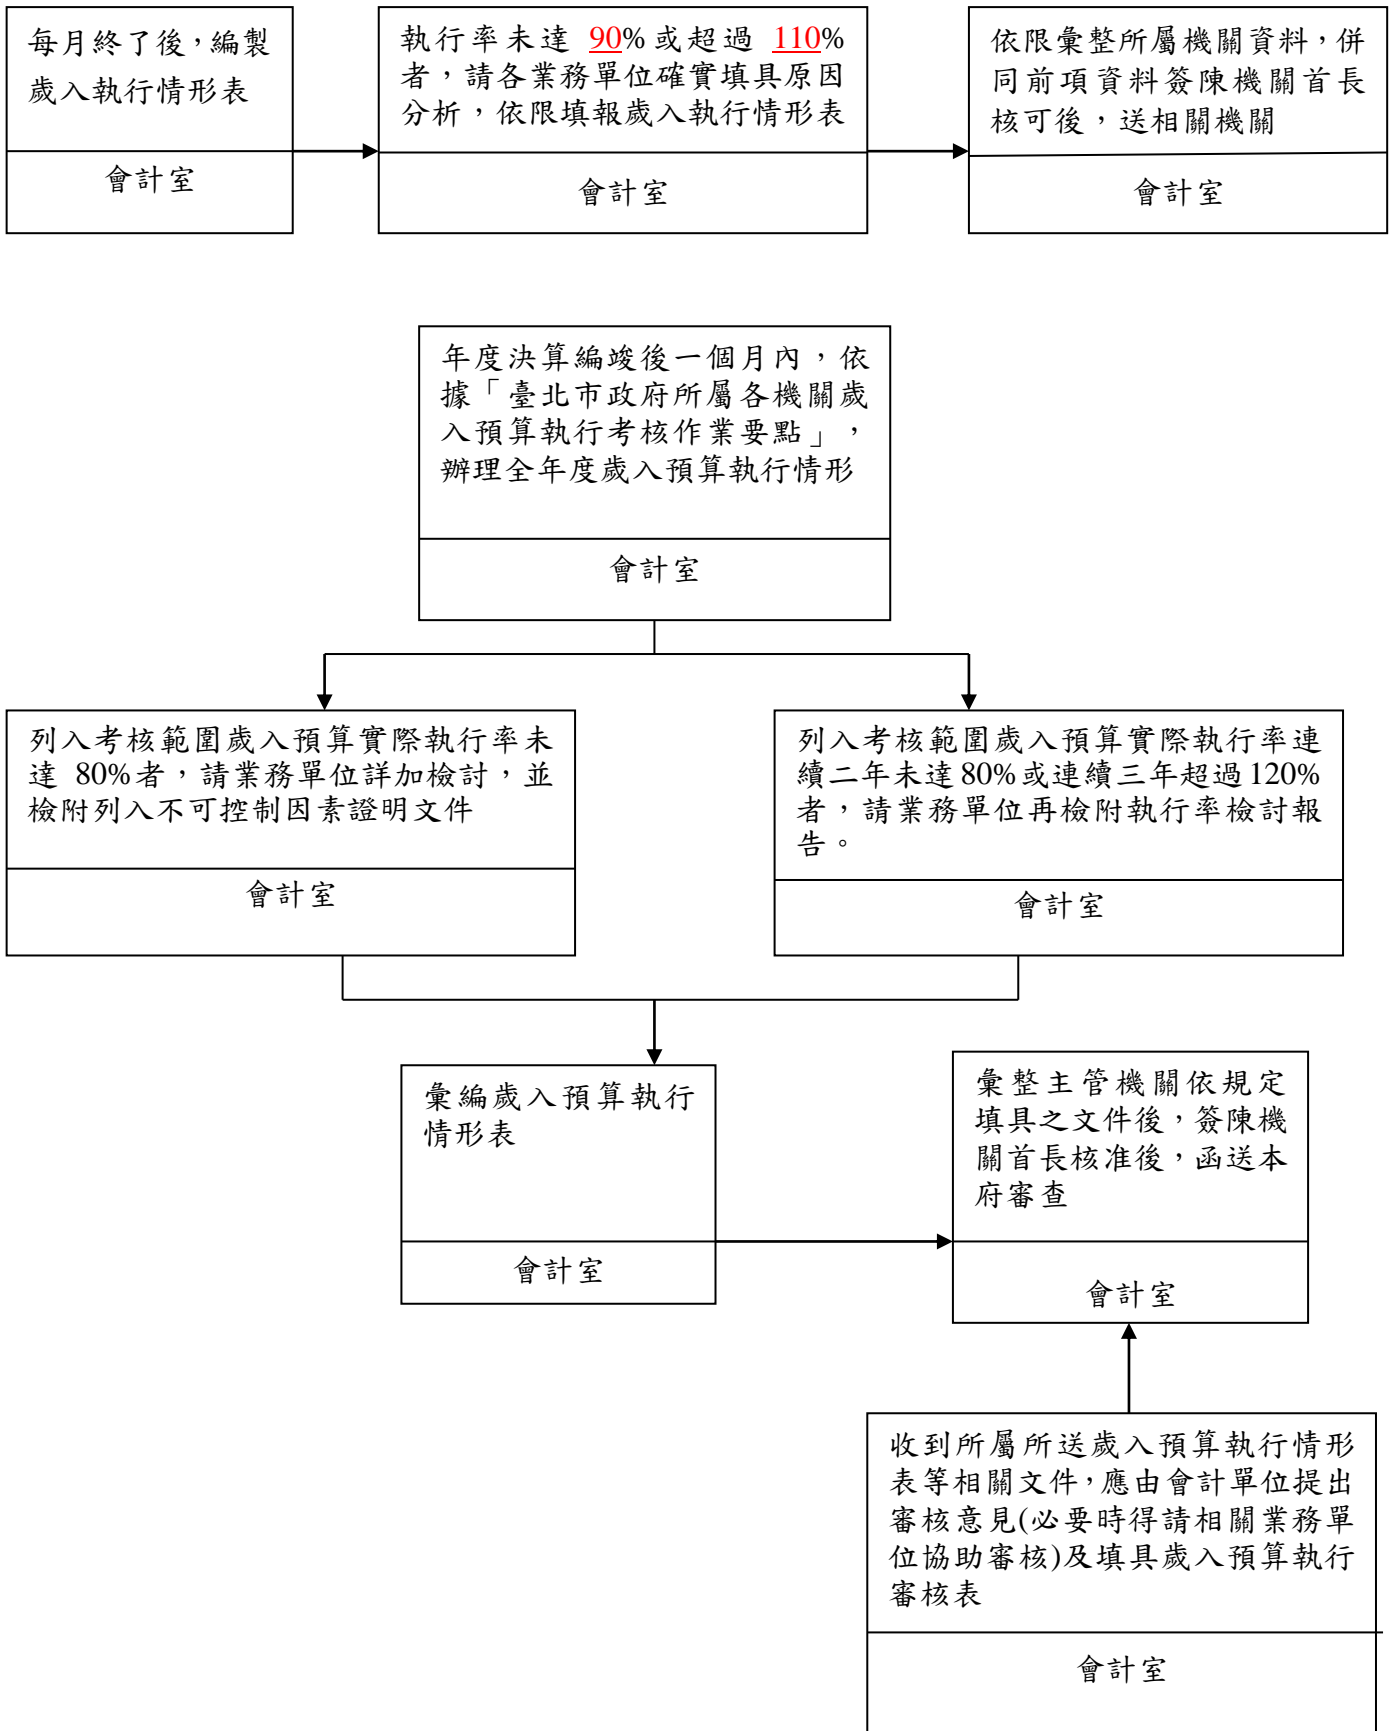 每月終了後，編製
歲入執行情形表
會計室
執行率未達 90%或超過 110%
者，請各業務單位確實填具原因
分析，依限填報歲入執行情形表
會計室
依限彙整所屬機關資料，併
同前項資料簽陳機關首長
核可後，送相關機關
會計室
年度決算編竣後一個月內，依
據「臺北市政府所屬各機關歲
入預算執行考核作業要點」，
辦理全年度歲入預算執行情形
會計室
列入考核範圍歲入預算實際執行率未
達 80%者，請業務單位詳加檢討，並
檢附列入不可控制因素證明文件
會計室
列入考核範圍歲入預算實際執行率連
續二年未達 80%或連續三年超過 120%
者，請業務單位再檢附執行率檢討報
告。
會計室
彙編歲入預算執行
情形表
會計室
彙整主管機關依規定
填具之文件後，簽陳機
關首長核准後，函送本
府審查
會計室
收到所屬所送歲入預算執行情形
表等相關文件，應由會計單位提出
審核意見(必要時得請相關業務單
位協助審核)及填具歲入預算執行
審核表
會計室